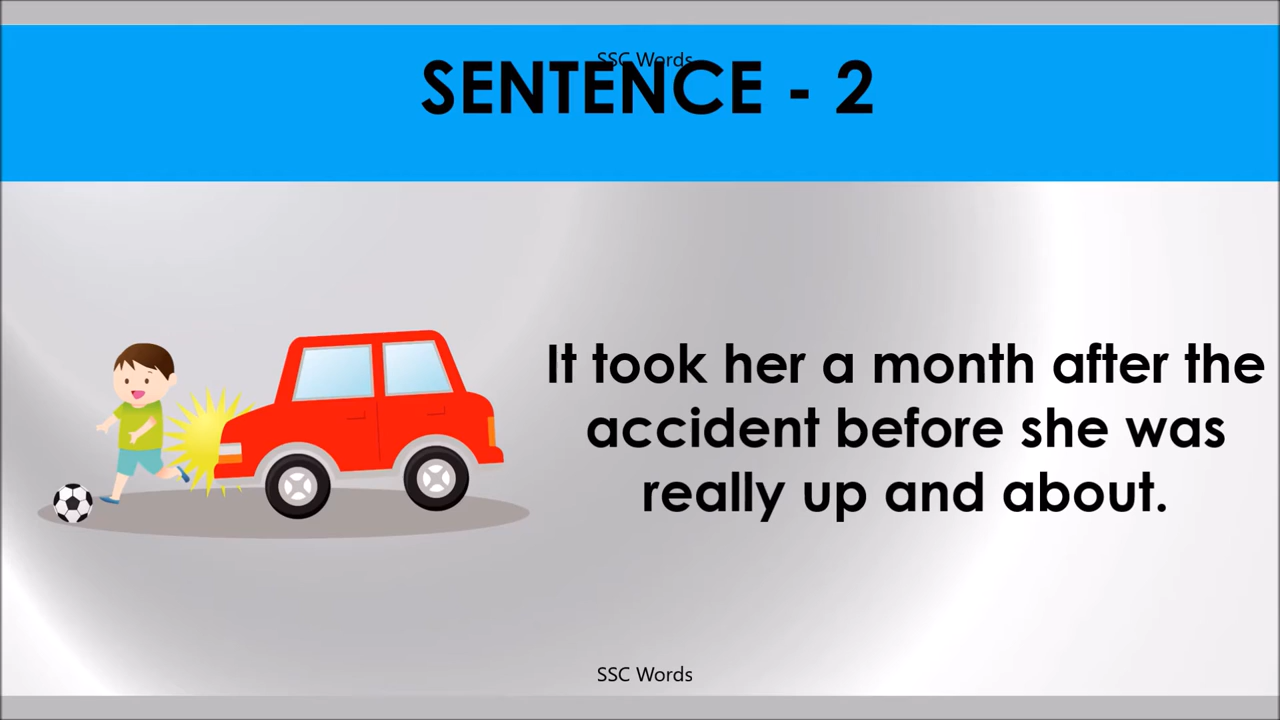 SSC Words
SENTENCE - 2
It took her a month after the
accident before she was
really up and about.
SSC Words